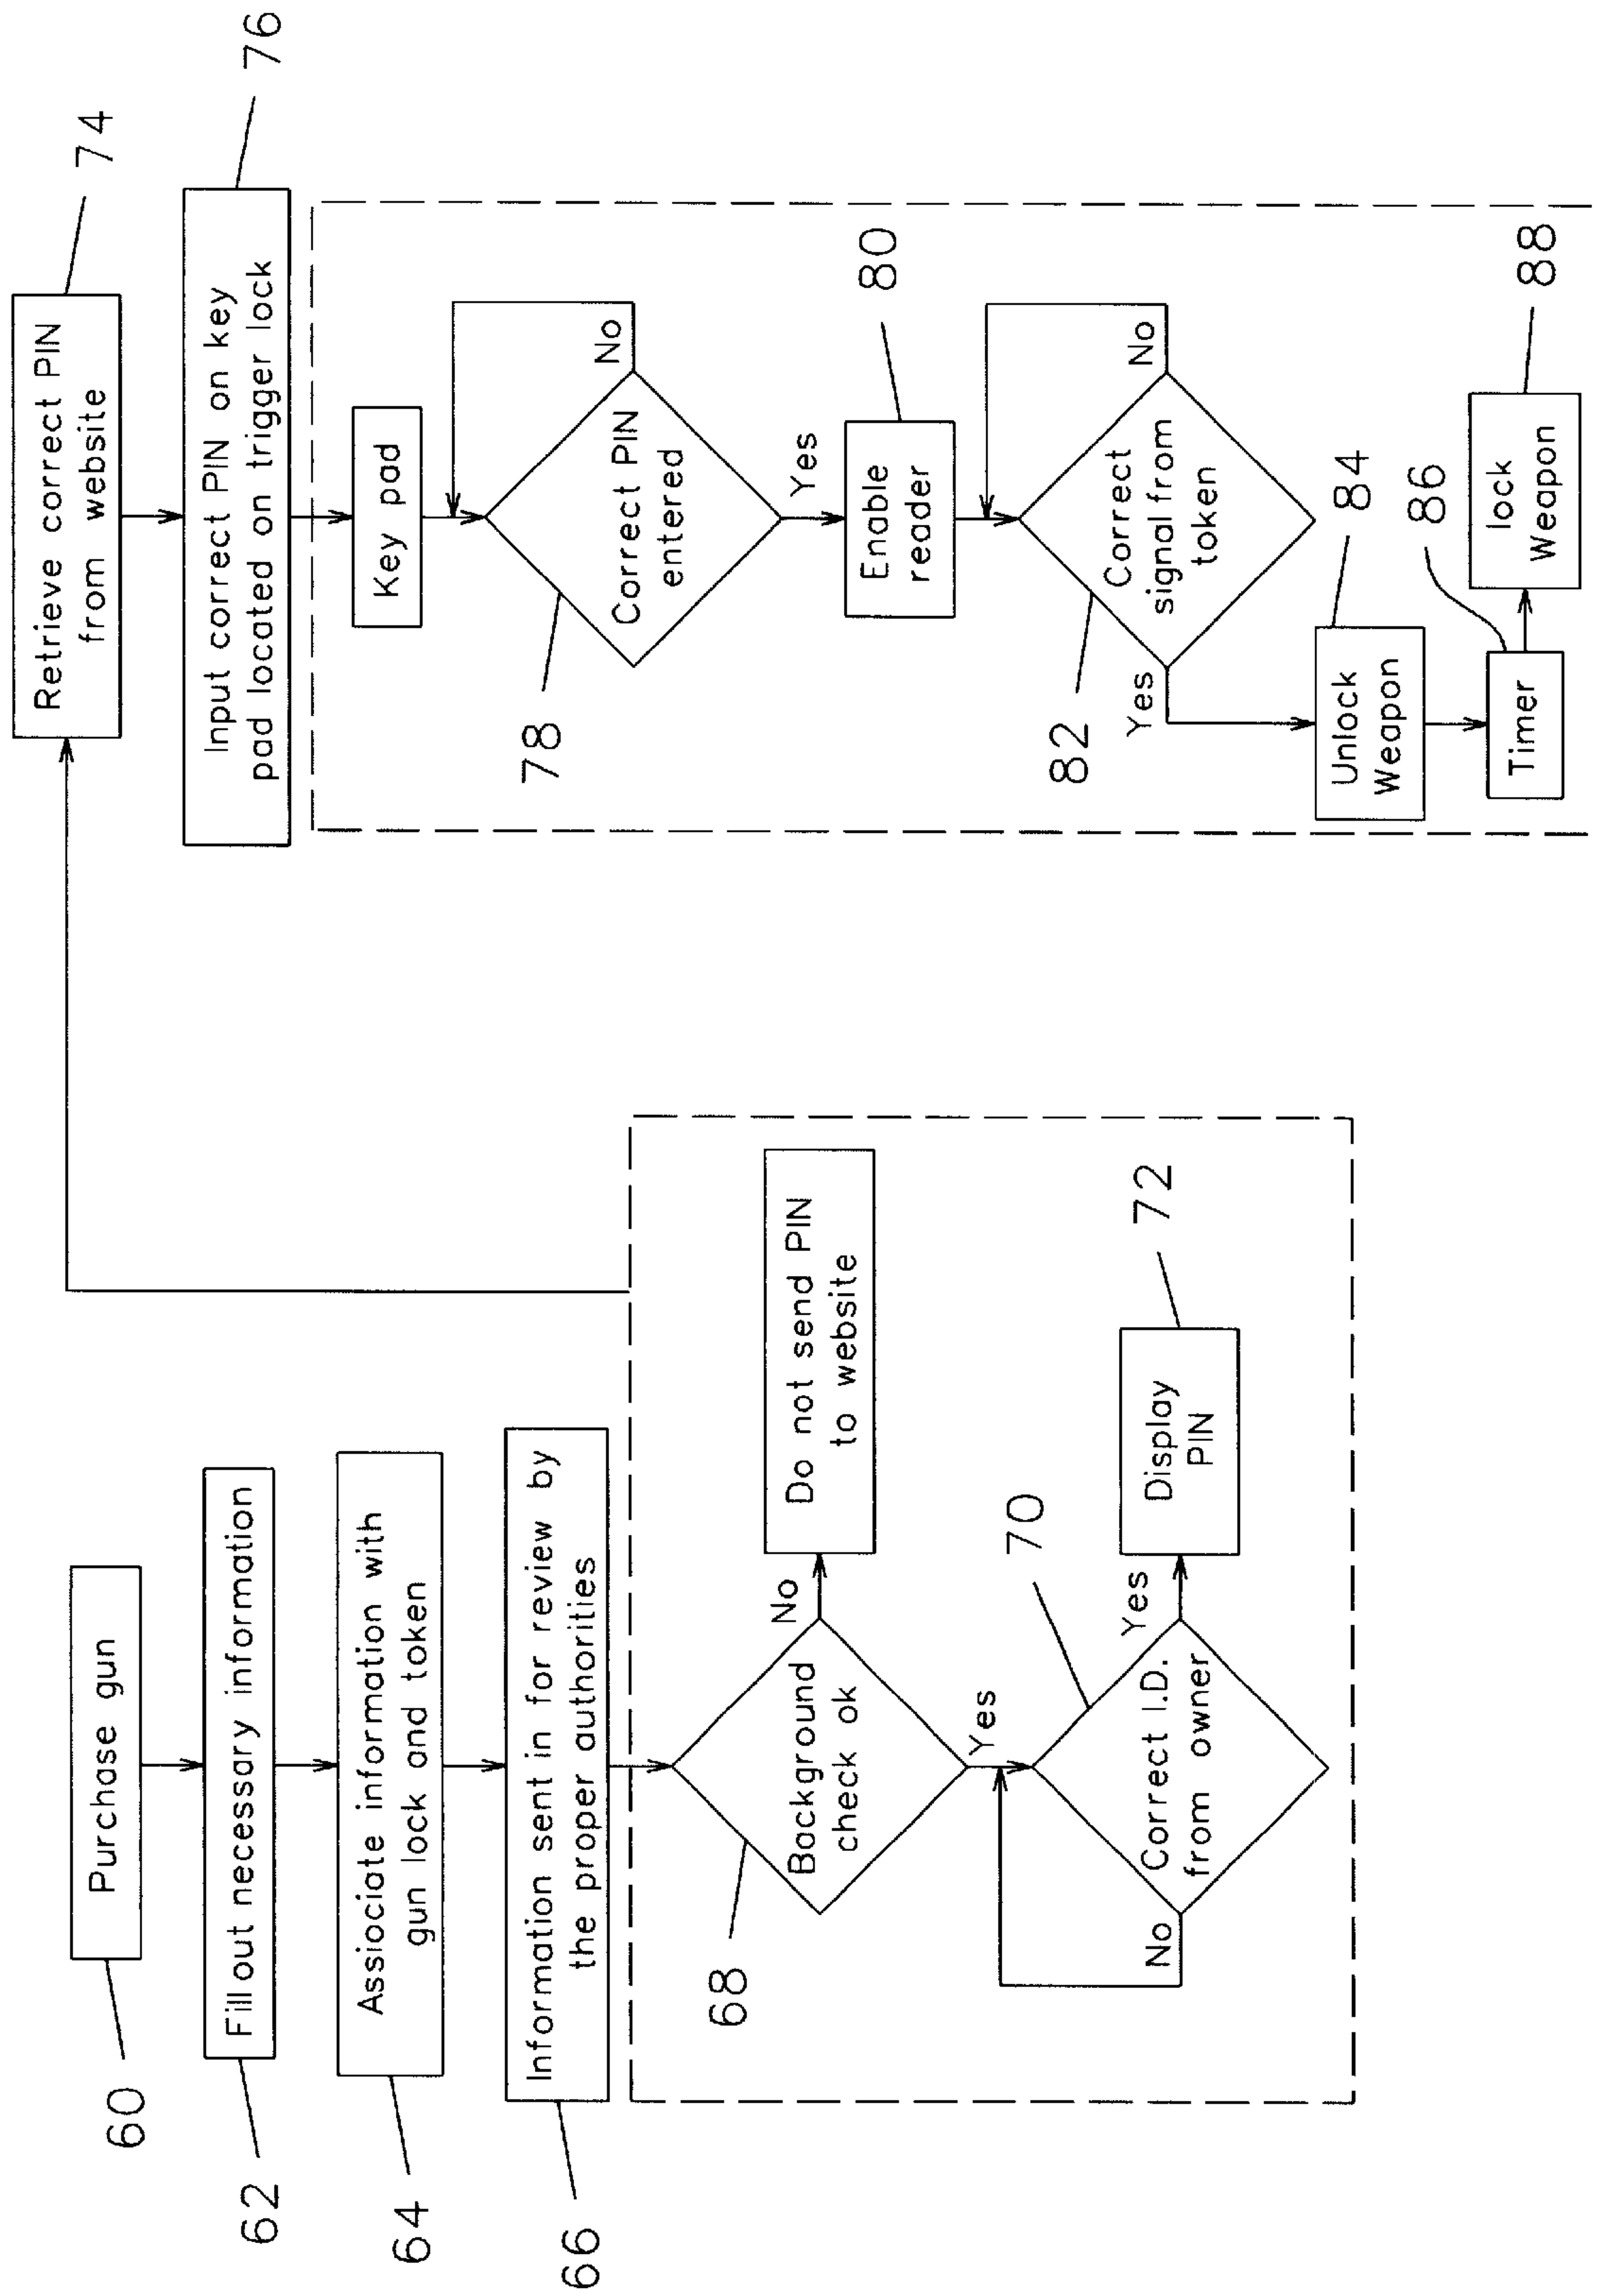 60
Purchase gun
62
Fill out necessary information
64
Assiociate information with
gun lock and token
66
Information sent in for review by
the proper authorities
68
Background
check ok
No
Do not send PIN
to website
Yes
70
Correct I.D.
from owner
No
Yes
Display
PIN
72
Retrieve correct PIN
from website
74
Input correct PIN on key
pad located on trigger lock
76
Key pad
78
Correct PIN
entered
No
Yes
Enable
reader
80
82
Correct
signal from
token
No
Yes
Unlock
Weapon
84
Timer
86
lock
Weapon
88